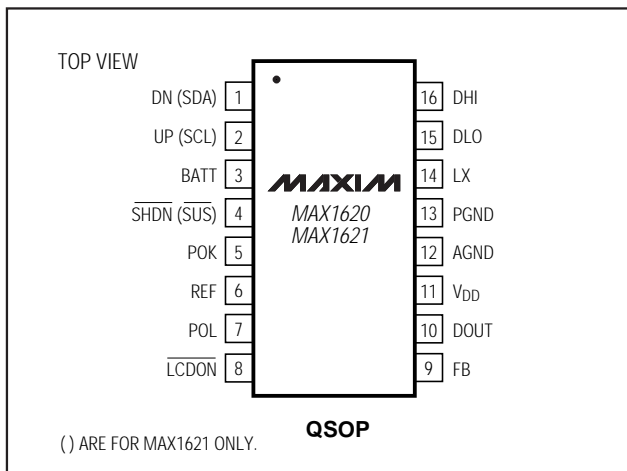 TOP VIEW
DN (SDA) 1
UP (SCL) 2
BATT 3
SHDN (SUS) 4
POK 5
REF 6
POL 7
LCDON 8
MAXIM
MAX1620
MAX1621
16 DHI
15 DLO
14 LX
13 PGND
12 AGND
11 VDD
10 DOUT
9 FB
QSOP
( ) ARE FOR MAX1621 ONLY.